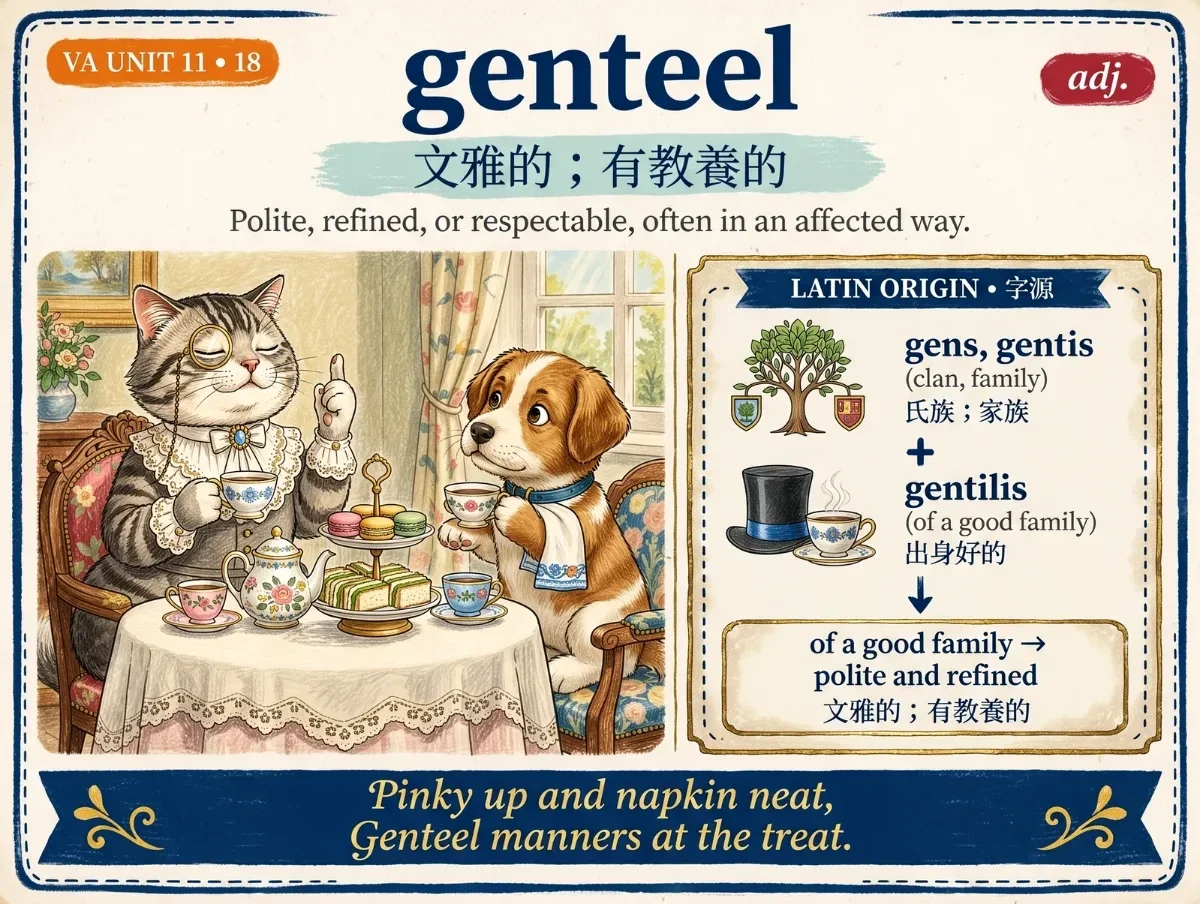 VA UNIT 11 • 18
genteel
adj.
文雅的；有教養的
Polite, refined, or respectable, often in an affected way.
LATIN ORIGIN • 字源
gens, gentis
(clan, family)
氏族；家族
+
gentilis
(of a good family)
出身好的
of a good family →
polite and refined
文雅的；有教養的
Pinky up and napkin neat,
Genteel manners at the treat.